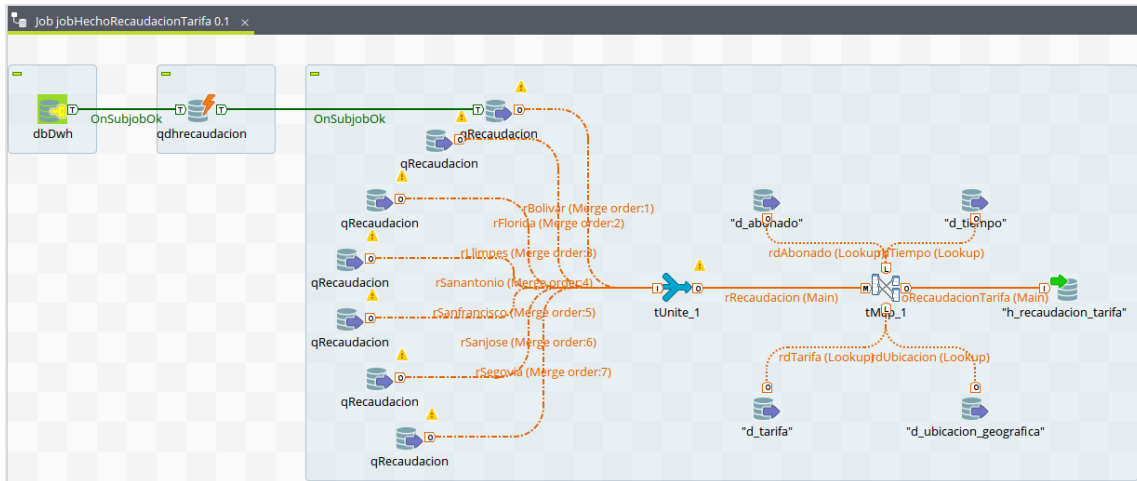 Job jobHechoRecaudacionTarifa 0.1
dbDwh
OnSubjobOk
qdhrecaudacion
OnSubjobOk
qRecaudacion
qRecaudacion
qRecaudacion
rBolivar (Merge order:1)
rFlorida (Merge order:2)
"d_abonado"
"d_tiempo"
qRecaudacion
rLlimpes (Merge order:3)
rdAbonado (Lookup)
rdTiempo (Lookup)
rSanantonio (Merge order:4)
rRecaudacion (Main)
oRecaudacionTarifa (Main)
qRecaudacion
rSanfrancisco (Merge order:5)
tUnite_1
tMap_1
"h_recaudacion_tarifa"
rSanjose (Merge order:6)
rdTarifa (Lookup)
rdUbicacion (Lookup)
rSegovia (Merge order:7)
qRecaudacion
"d_tarifa"
"d_ubicacion_geografica"
qRecaudacion